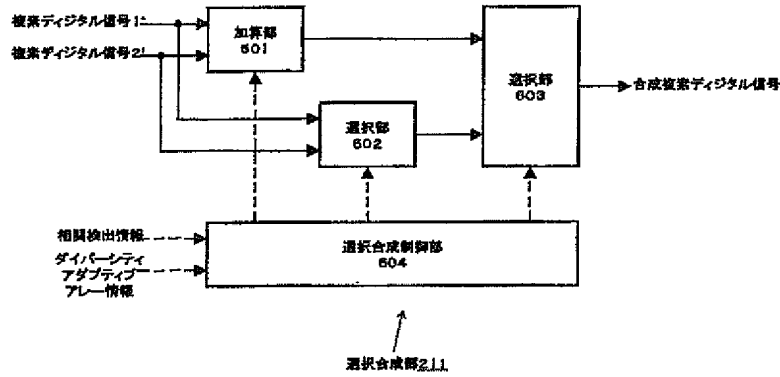 複素ディジタル信号1
複素ディジタル信号2
加算部
601
選択部
602
選択部
603
合成複素ディジタル信号
相関検出情報
ダイバーシティ
アダプティブ
アレー情報
選択合成制御部
604
選択合成部211